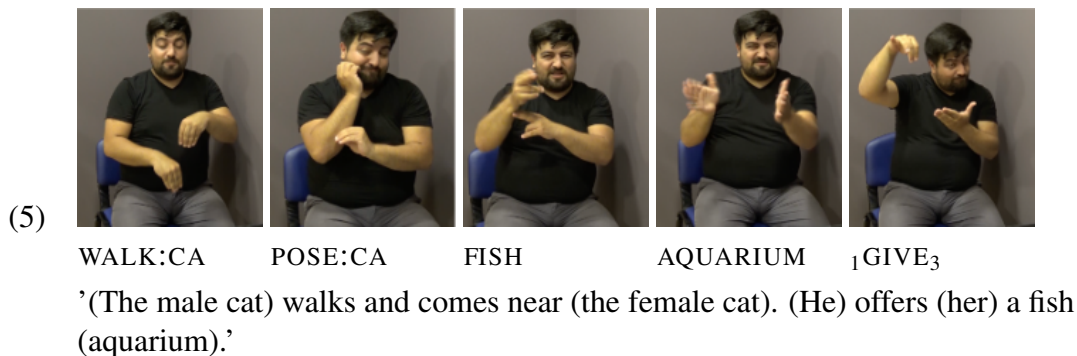 (5)
WALK:CA POSE:CA FISH AQUARIUM ₁GIVE₃
’(The male cat) walks and comes near (the female cat). (He) offers (her) a fish
(aquarium).’